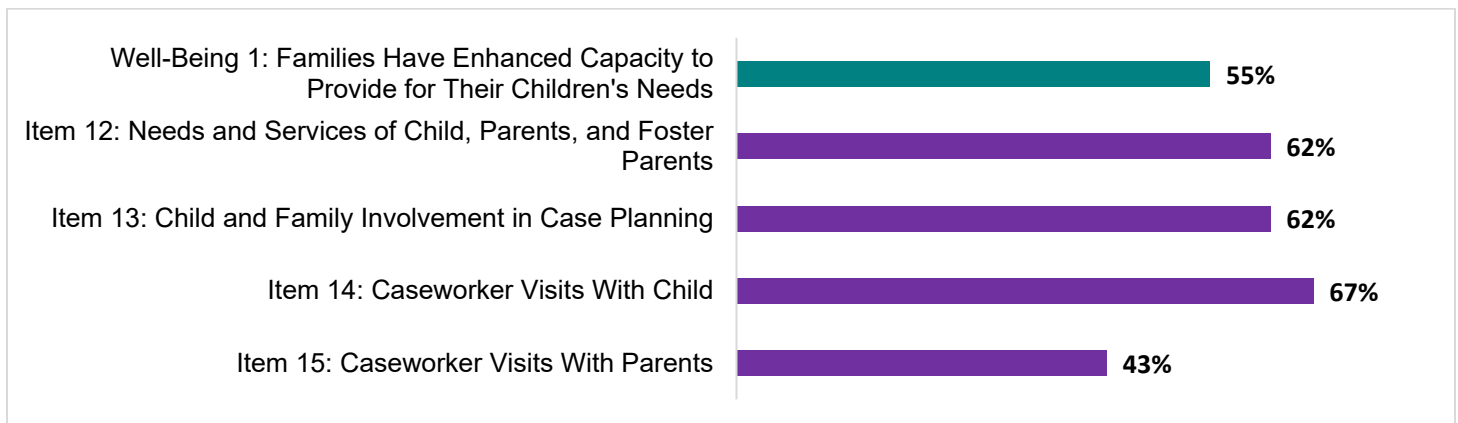 Well-Being 1: Families Have Enhanced Capacity to
Provide for Their Children's Needs
55%
Item 12: Needs and Services of Child, Parents, and Foster
Parents
62%
Item 13: Child and Family Involvement in Case Planning
62%
Item 14: Caseworker Visits With Child
67%
Item 15: Caseworker Visits With Parents
43%